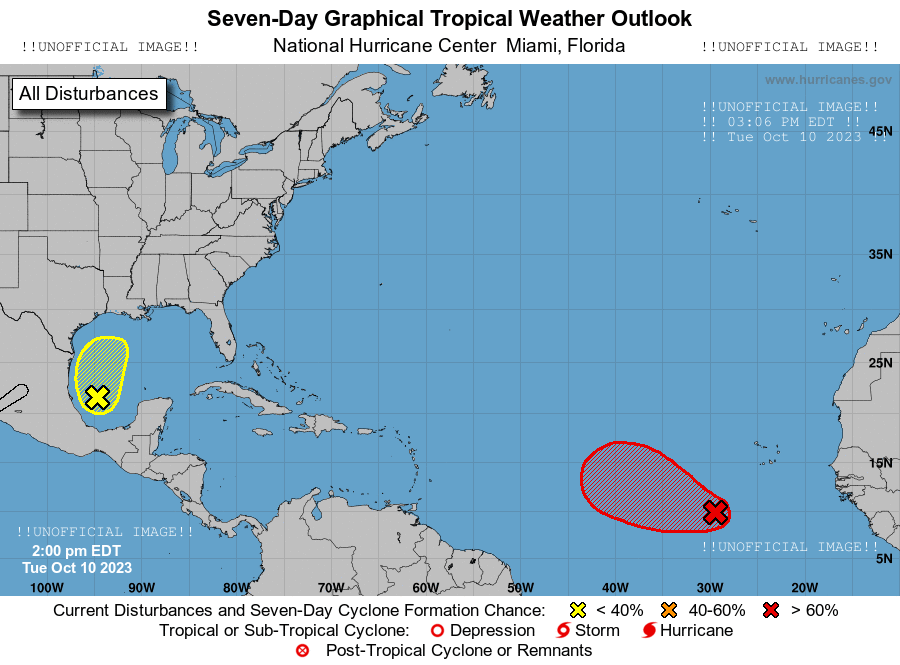 Seven-Day Graphical Tropical Weather Outlook
!!UNOFFICIAL IMAGE!! National Hurricane Center Miami, Florida !!UNOFFICIAL IMAGE!!
www.hurricanes.gov
All Disturbances
!!UNOFFICIAL IMAGE!!
!! 03:06 PM EDT !!
!! Tue Oct 10 2023 !!
45N
35N
25N
15N
!!UNOFFICIAL IMAGE!!
2:00 pm EDT
Tue Oct 10 2023
!!UNOFFICIAL IMAGE!!
5N
100W 90W 80W 70W 60W 50W 40W 30W 20W
Current Disturbances and Seven-Day Cyclone Formation Chance: < 40% 40-60% > 60%
Tropical or Sub-Tropical Cyclone: Depression Storm Hurricane
Post-Tropical Cyclone or Remnants